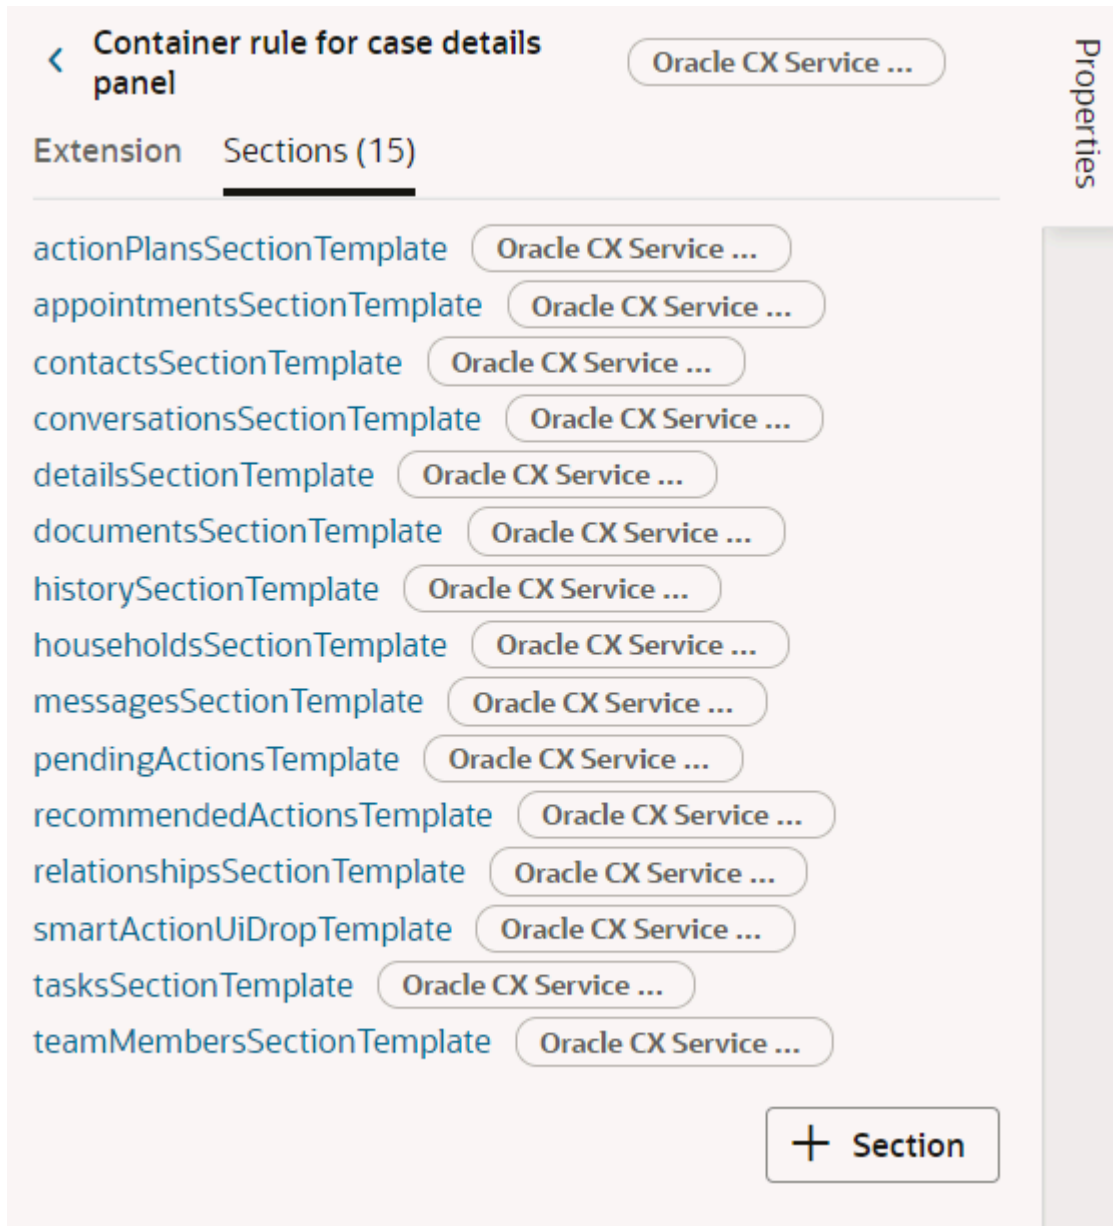 Container rule for case details
panel
Oracle CX Service ...
Properties
Extension Sections (15)
actionPlansSectionTemplate Oracle CX Service ...
appointmentsSectionTemplate Oracle CX Service ...
contactsSectionTemplate Oracle CX Service ...
conversationsSectionTemplate Oracle CX Service ...
detailsSectionTemplate Oracle CX Service ...
documentsSectionTemplate Oracle CX Service ...
historySectionTemplate Oracle CX Service ...
householdsSectionTemplate Oracle CX Service ...
messagesSectionTemplate Oracle CX Service ...
pendingActionsTemplate Oracle CX Service ...
recommendedActionsTemplate Oracle CX Service ...
relationshipsSectionTemplate Oracle CX Service ...
smartActionUiDropTemplate Oracle CX Service ...
tasksSectionTemplate Oracle CX Service ...
teamMembersSectionTemplate Oracle CX Service ...
+ Section